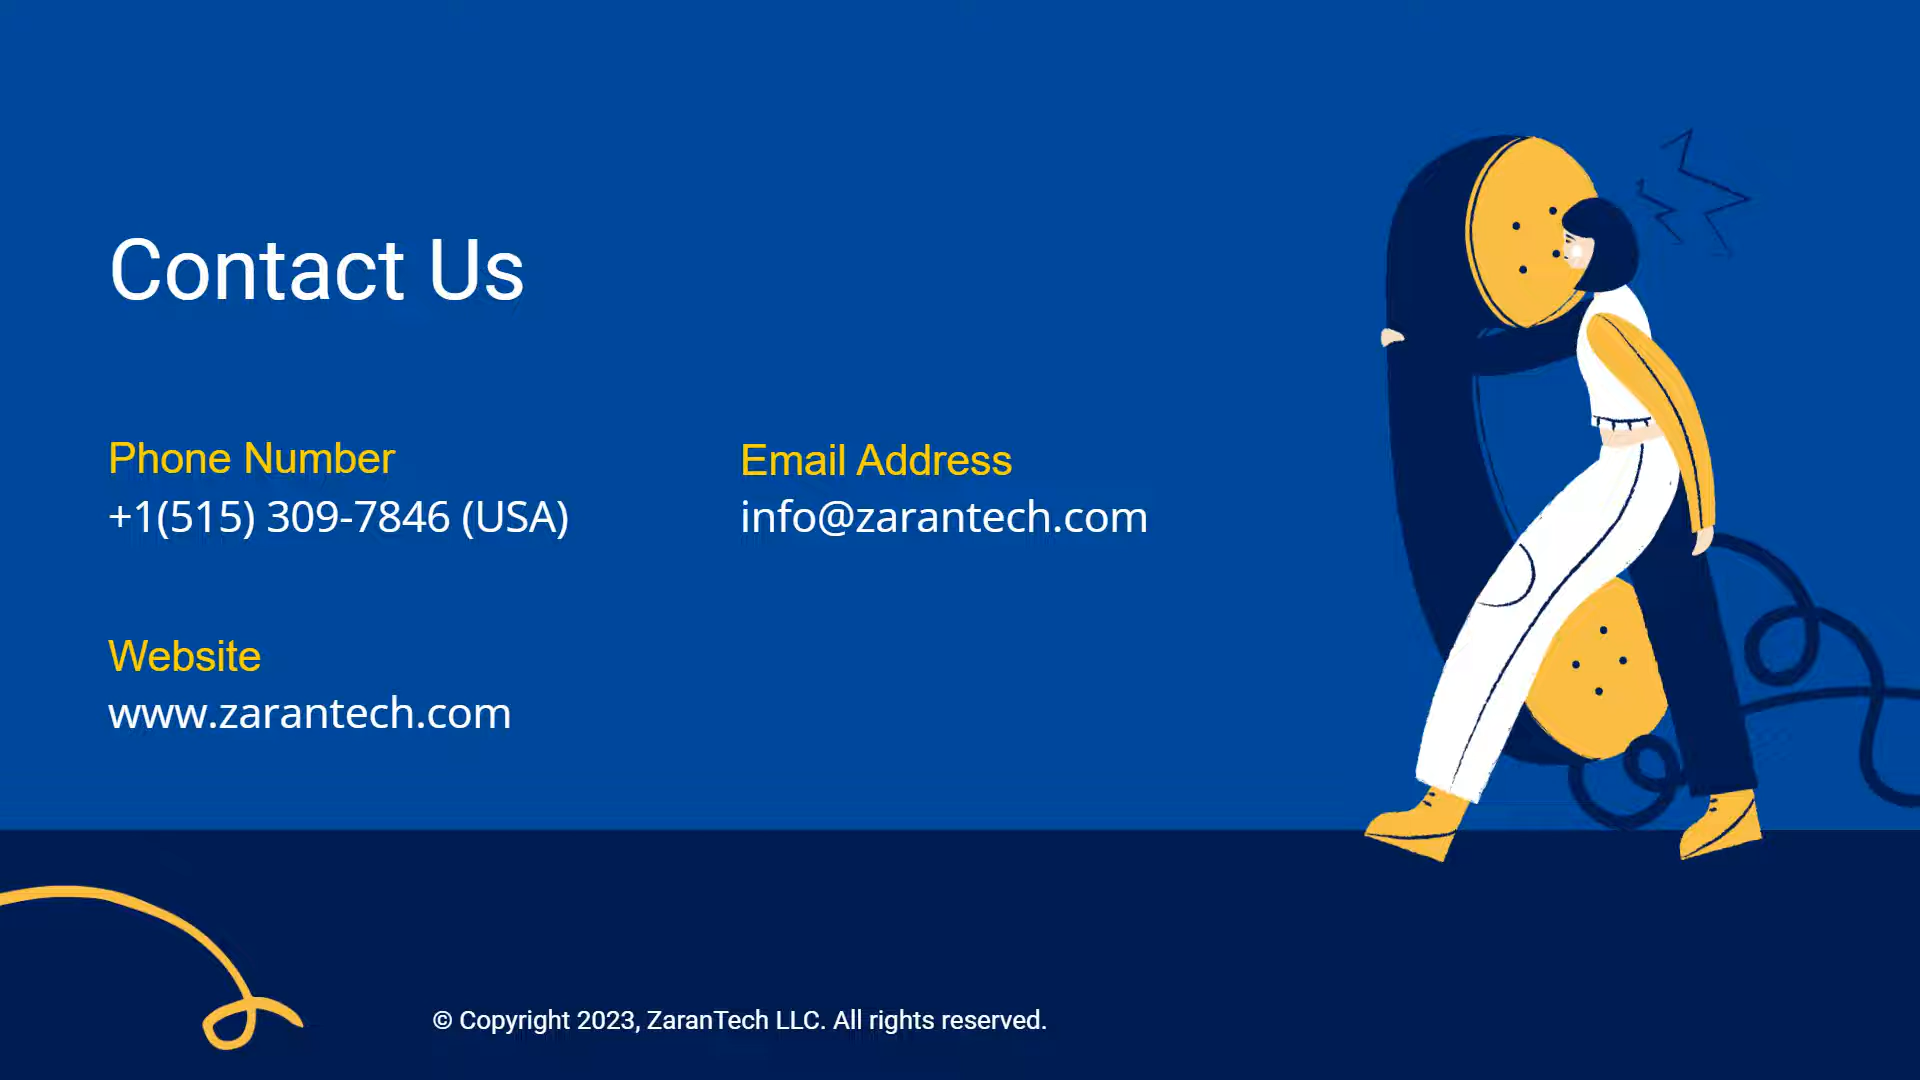 Contact Us
Phone Number
+1(515) 309-7846 (USA)
Email Address
info@zarantech.com
Website
www.zarantech.com
© Copyright 2023, ZaranTech LLC. All rights reserved.